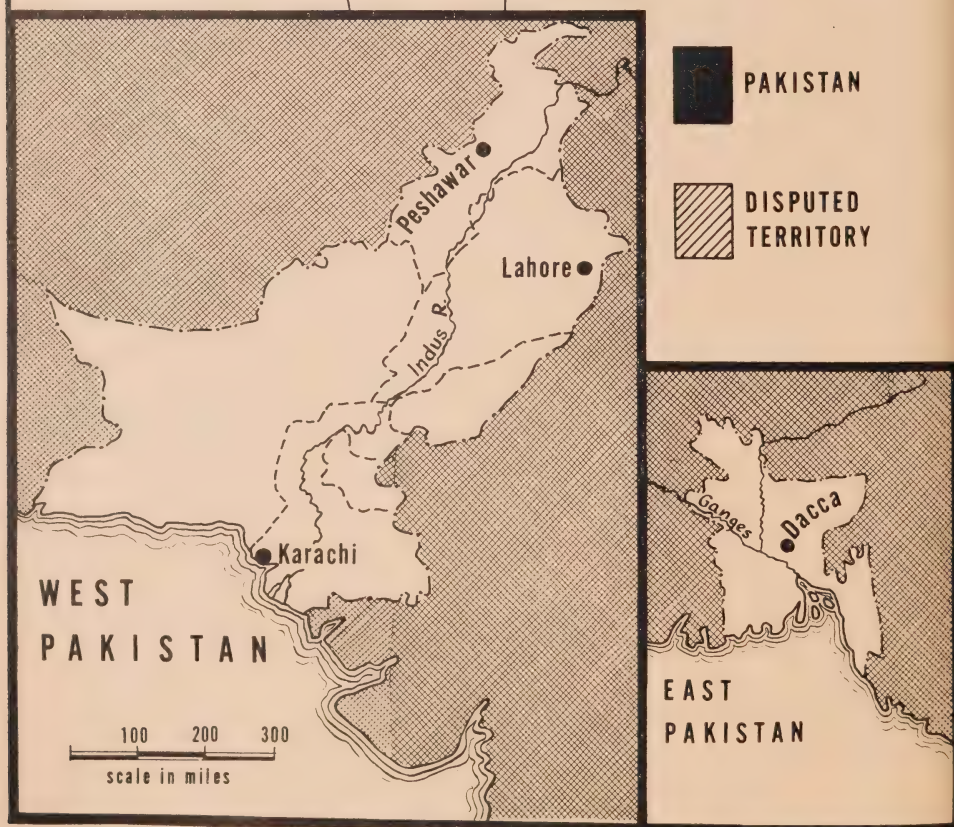 PAKISTAN
DISPUTED
TERRITORY
Peshawar
Lahore
Indus R.
Karachi
WEST
PAKISTAN
100 200 300
scale in miles
Ganges
Dacca
EAST
PAKISTAN